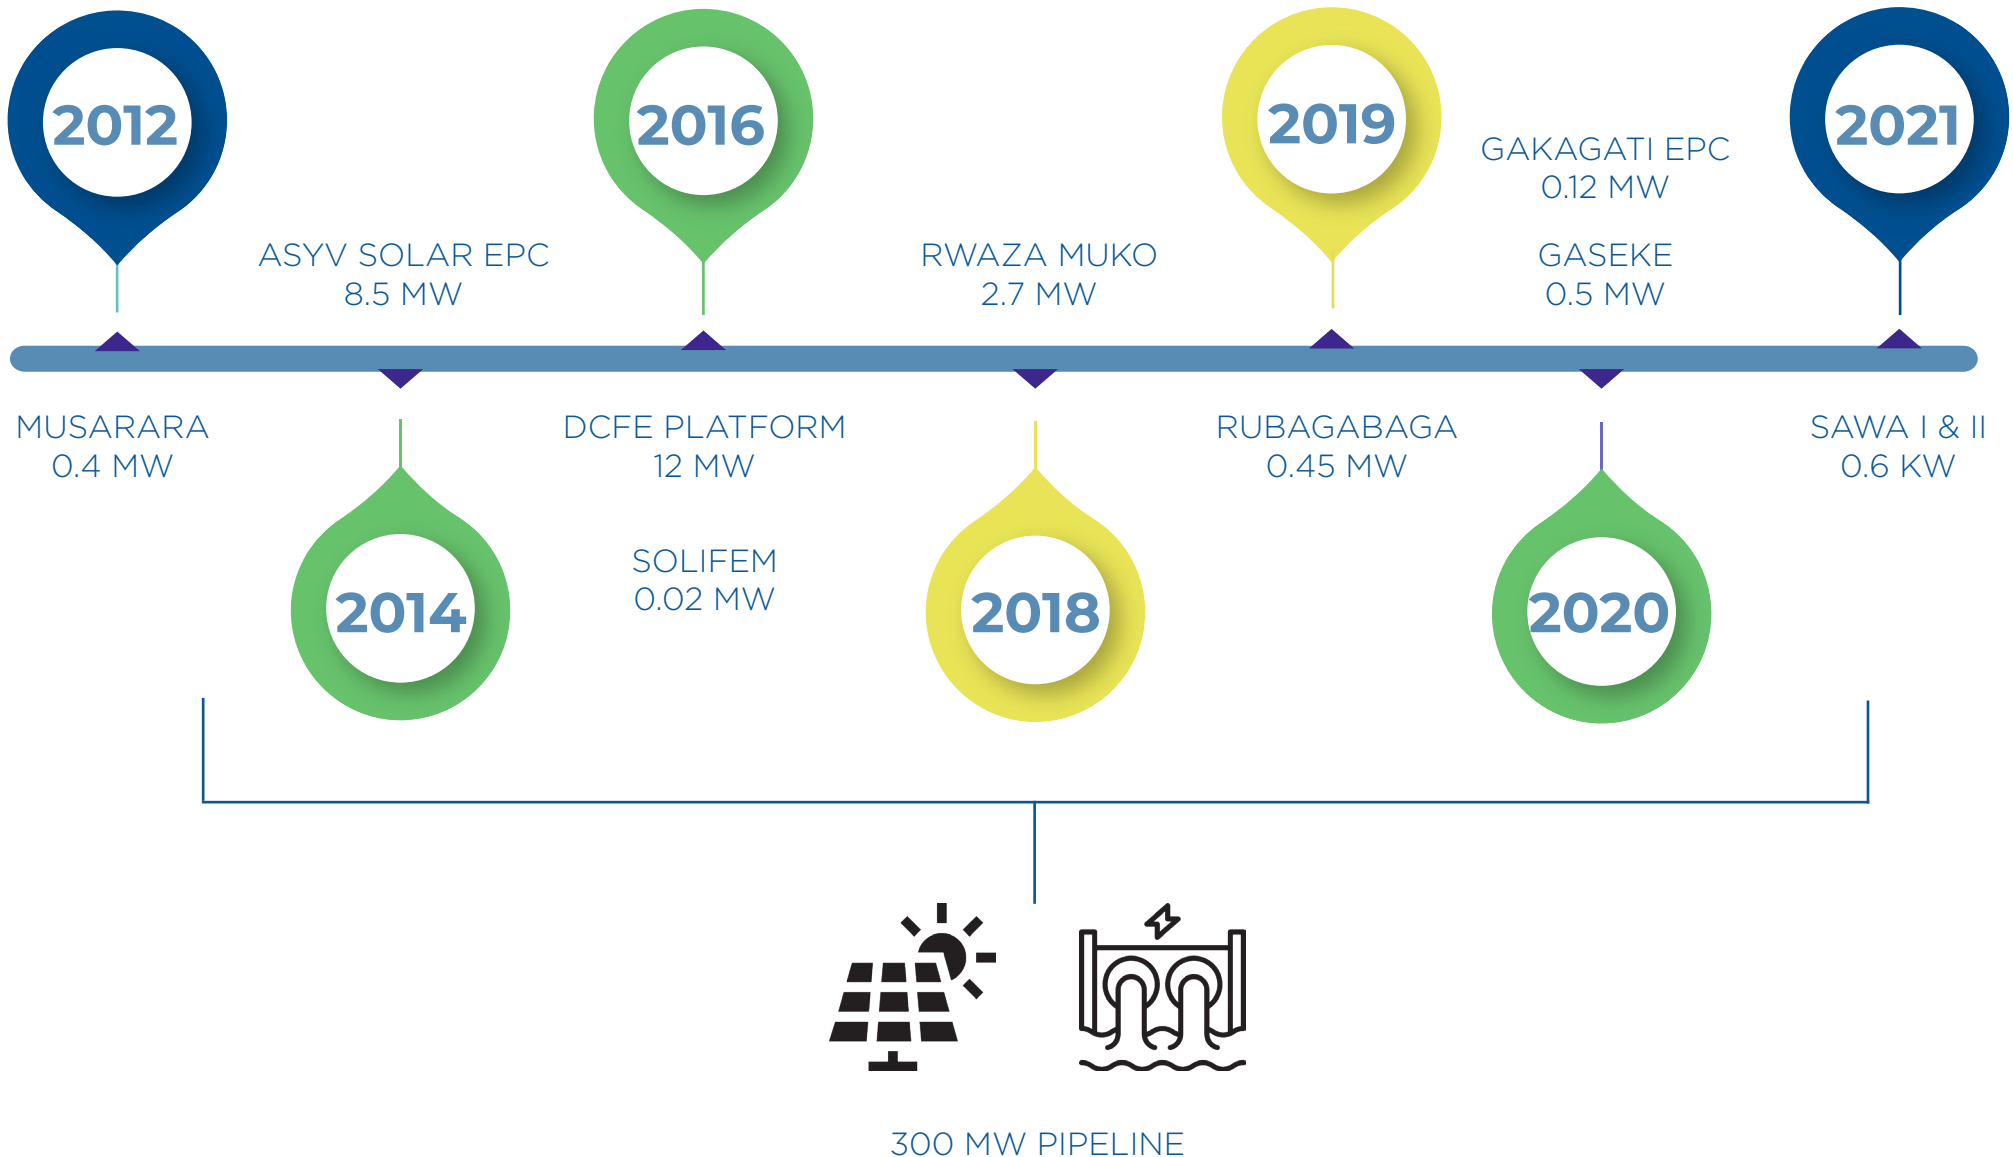 2012
MUSARARA
0.4 MW
ASYV SOLAR EPC
8.5 MW
2014
2016
DCFE PLATFORM
12 MW
SOLIFEM
0.02 MW
RWAZA MUKO
2.7 MW
2018
2019
RUBAGABAGA
0.45 MW
GAKAGATI EPC
0.12 MW
GASEKE
0.5 MW
2020
2021
SAWA I & II
0.6 KW
300 MW PIPELINE